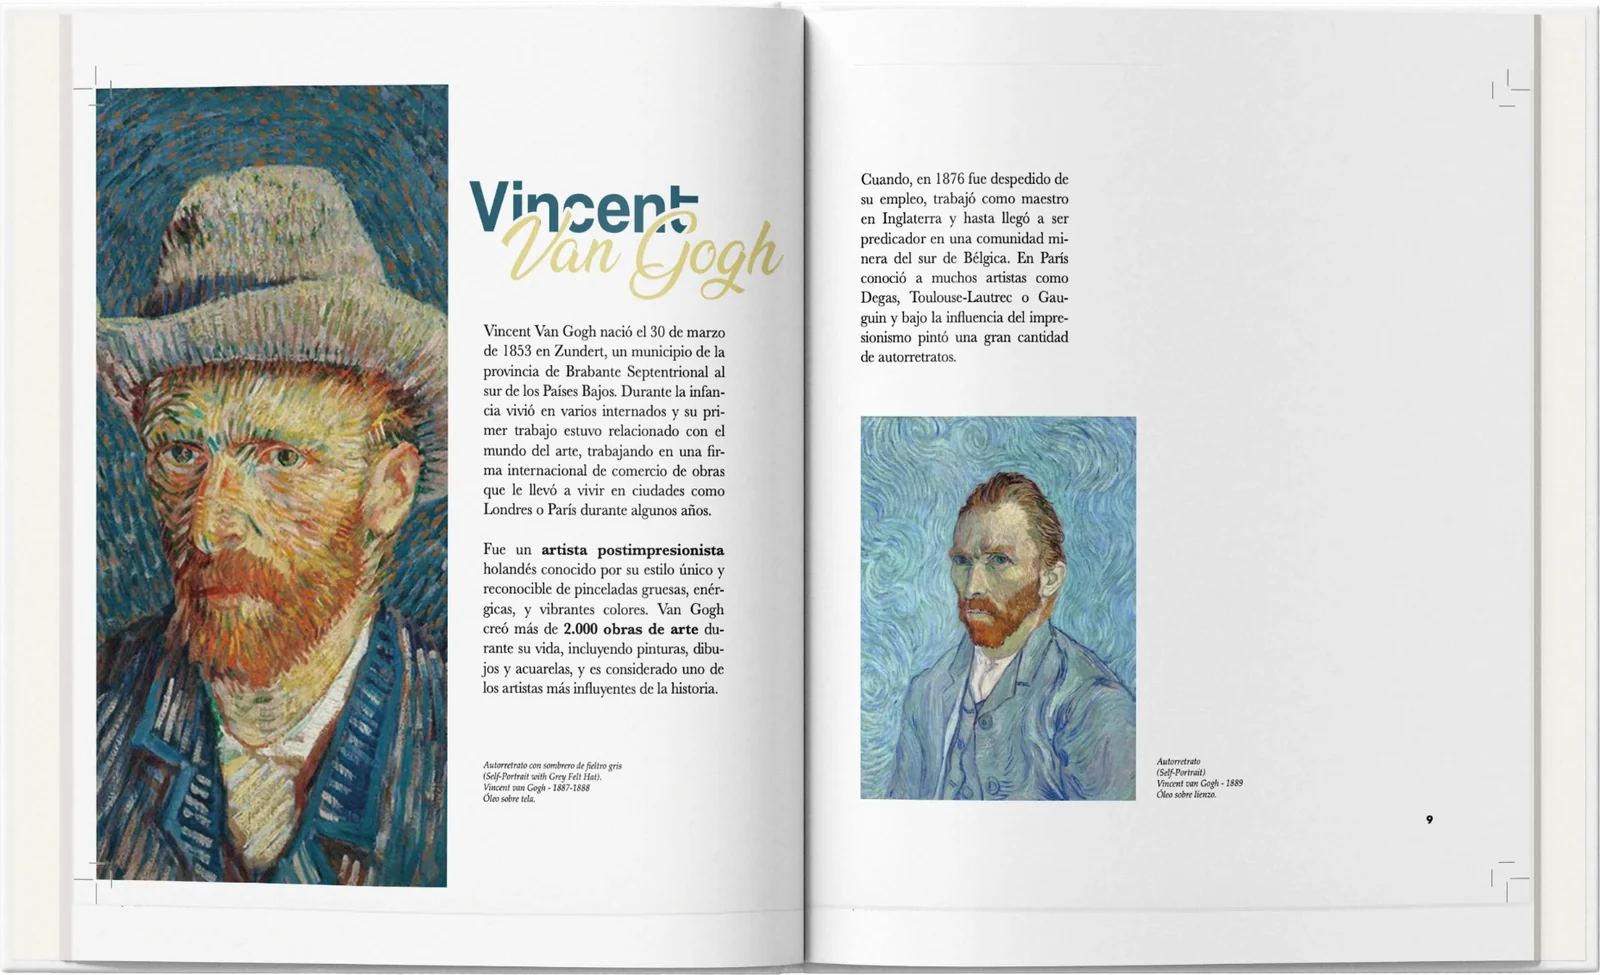 Vincent
Van Gogh
Vincent Van Gogh nació el 30 de marzo
de 1853 en Zundert, un municipio de la
provincia de Brabante Septentrional al
sur de los Países Bajos. Durante la infan-
cia vivió en varios internados y su pri-
mer trabajo estuvo relacionado con el
mundo del arte, trabajando en una fir-
ma internacional de comercio de obras
que le llevó a vivir en ciudades como
Londres o París durante algunos años.
Fue un artista postimpresionista
holandés conocido por su estilo único y
reconocible de pinceladas gruesas, enér-
gicas, y vibrantes colores. Van Gogh
creó más de 2.000 obras de arte du-
rante su vida, incluyendo pinturas, dibu-
jos y acuarelas, y es considerado uno de
los artistas más influyentes de la historia.
Autorretrato con sombrero de fieltro gris
(Self-Portrait with Grey Felt Hat).
Vincent van Gogh - 1887-1888
Óleo sobre tela.
Cuando, en 1876 fue despedido de
su empleo, trabajó como maestro
en Inglaterra y hasta llegó a ser
predicador en una comunidad mi-
nera del sur de Bélgica. En París
conoció a muchos artistas como
Degas, Toulouse-Lautrec o Gau-
guin y bajo la influencia del impre-
sionismo pintó una gran cantidad
de autorretratos.
Autorretrato
(Self-Portrait)
Vincent van Gogh - 1889
Óleo sobre lienzo.
9